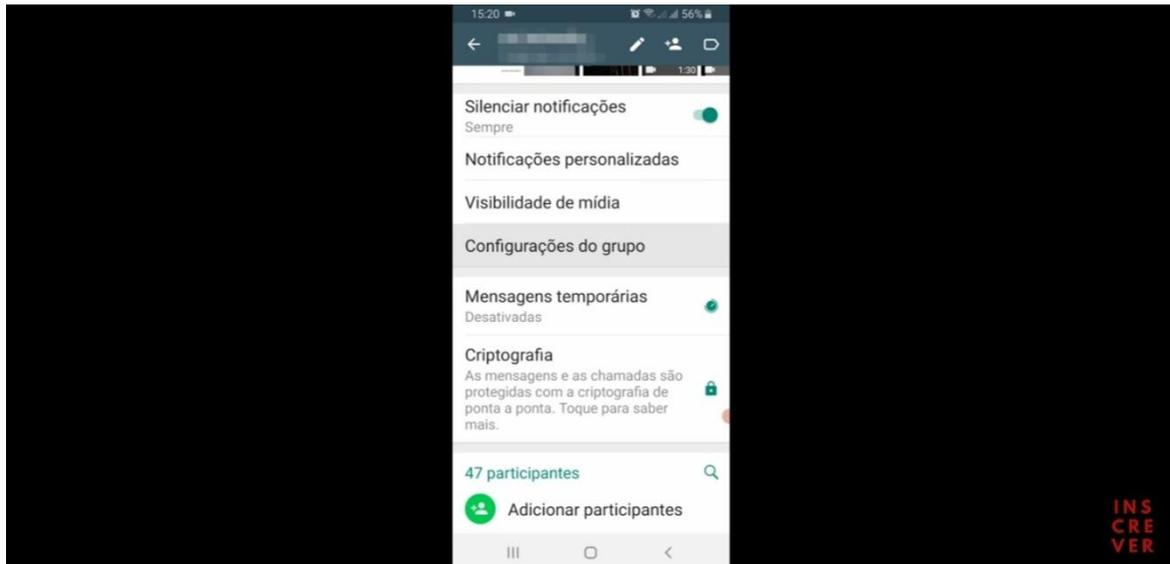 15:20
56%
1:30
Silenciar notificações
Sempre
Notificações personalizadas
Visibilidade de mídia
Configurações do grupo
Mensagens temporárias
Desativadas
Criptografia
As mensagens e as chamadas são
protegidas com a criptografia de
ponta a ponta. Toque para saber
mais.
47 participantes
Adicionar participantes
INS
CRE
VER